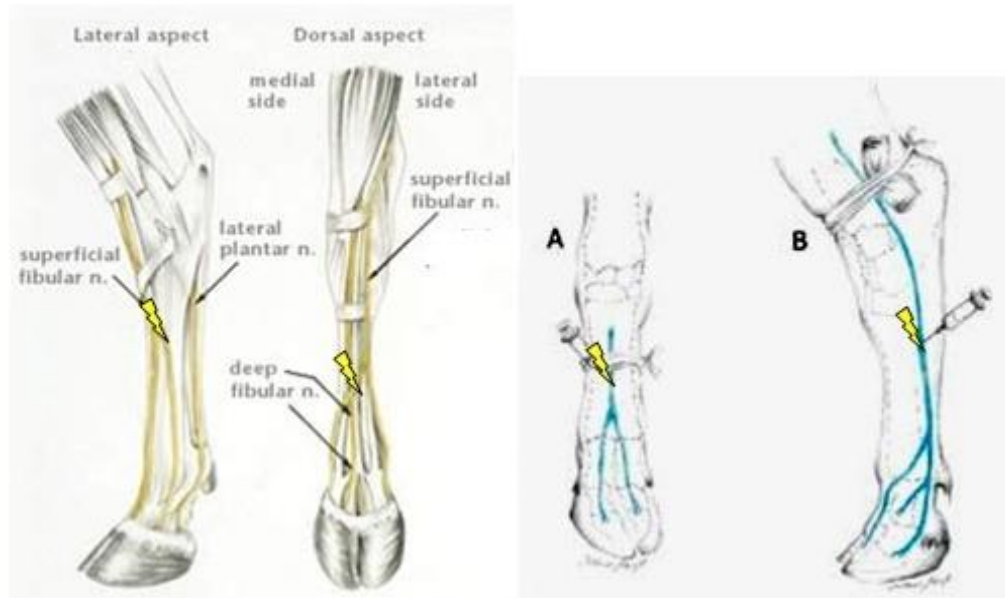 Lateral aspect
Dorsal aspect
medial
side
lateral
side
superficial
fibular n.
lateral
plantar n.
superficial
fibular n.
deep
fibular n.
A
B